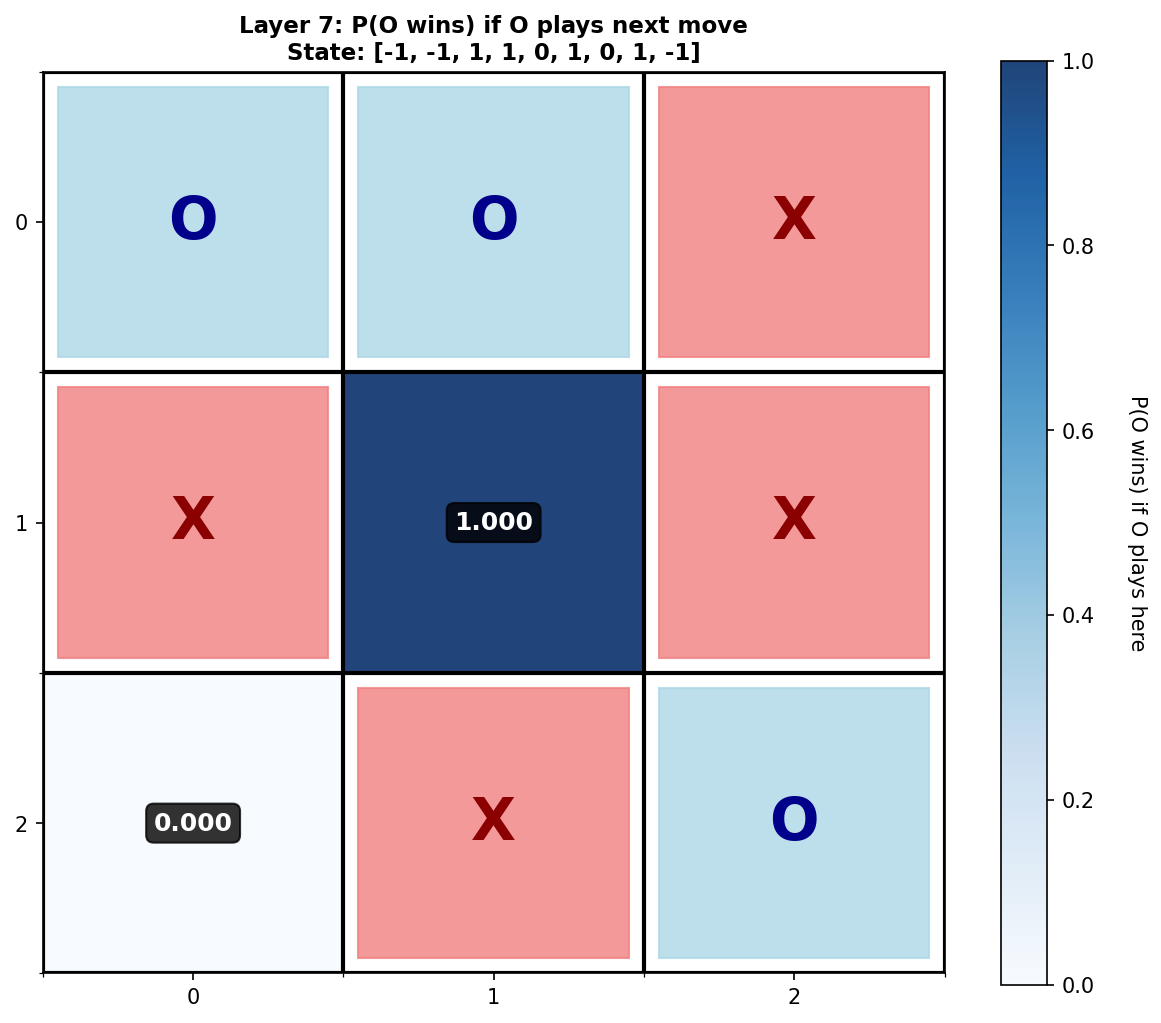 Layer 7: P(O wins) if O plays next move
State: [-1, -1, 1, 1, 0, 1, 0, 1, -1]
0
O
O
X
1
X
1.000
X
2
0.000
X
O
0
1
2
1.0
0.8
0.6
0.4
0.2
0.0
P(O wins) if O plays here